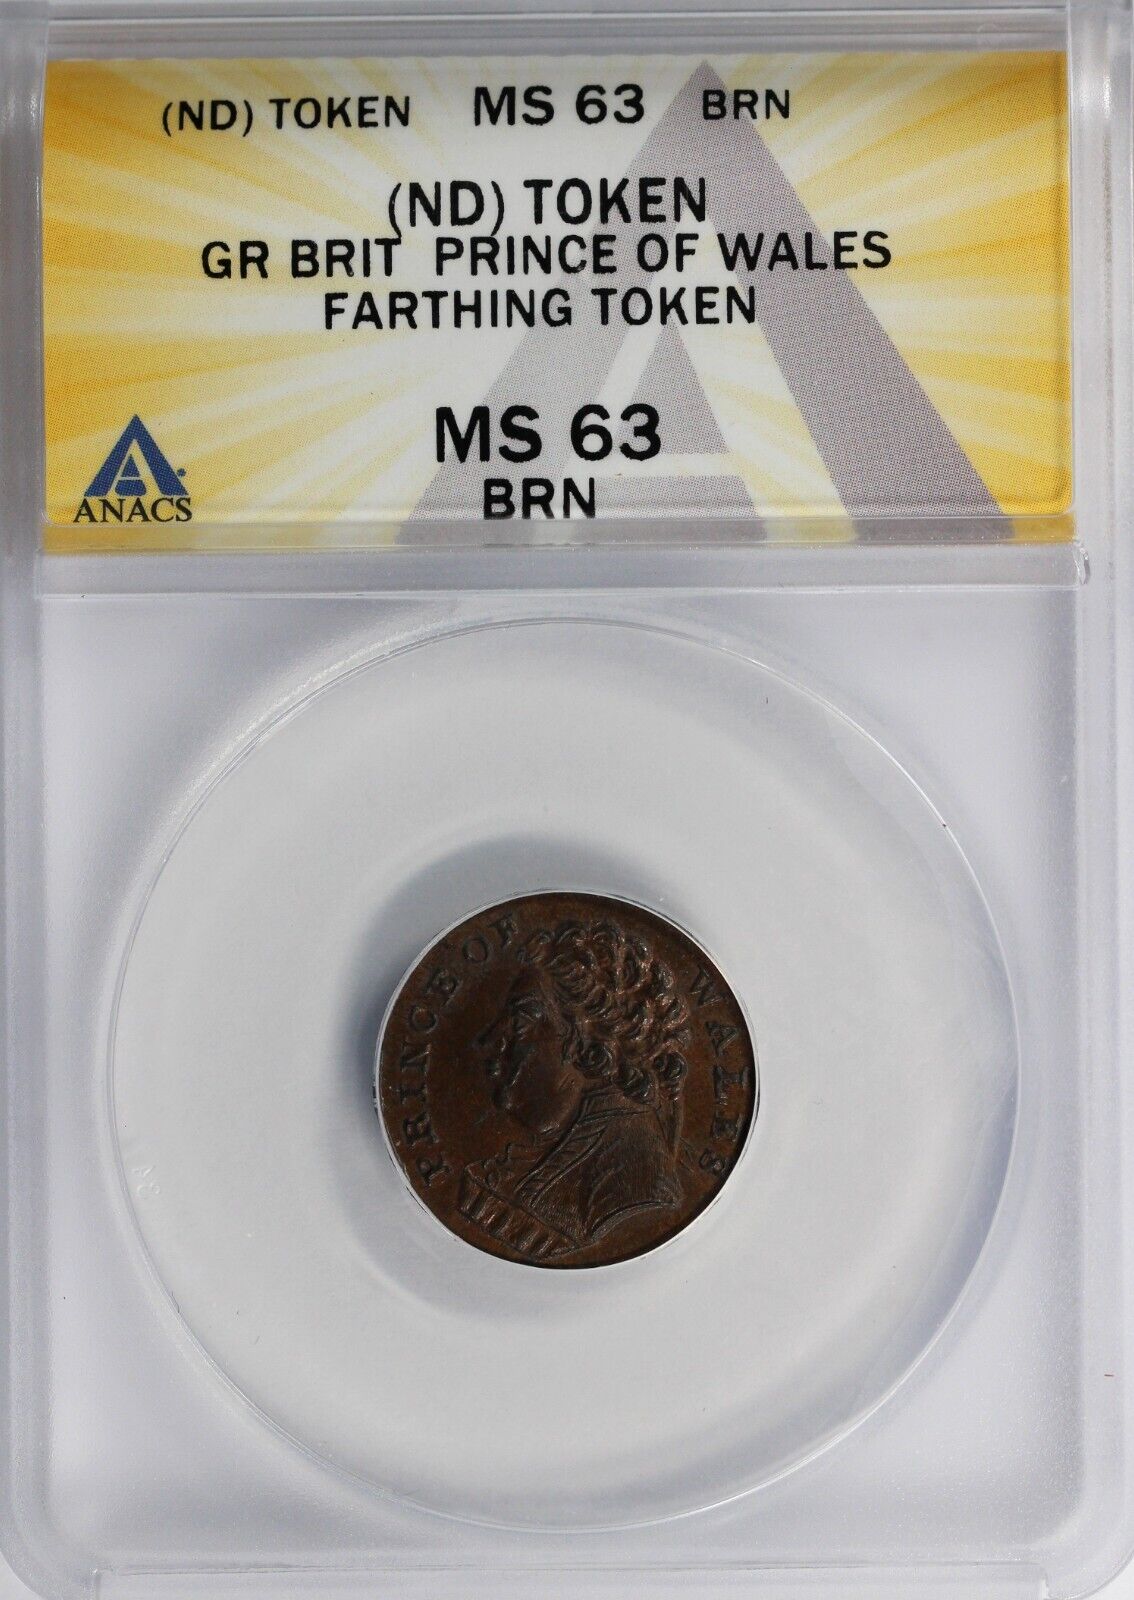 (ND) TOKEN MS 63 BRN
(ND) TOKEN
GR BRIT PRINCE OF WALES
FARTHING TOKEN
MS 63
BRN
ANACS
PRINCE OF WALES